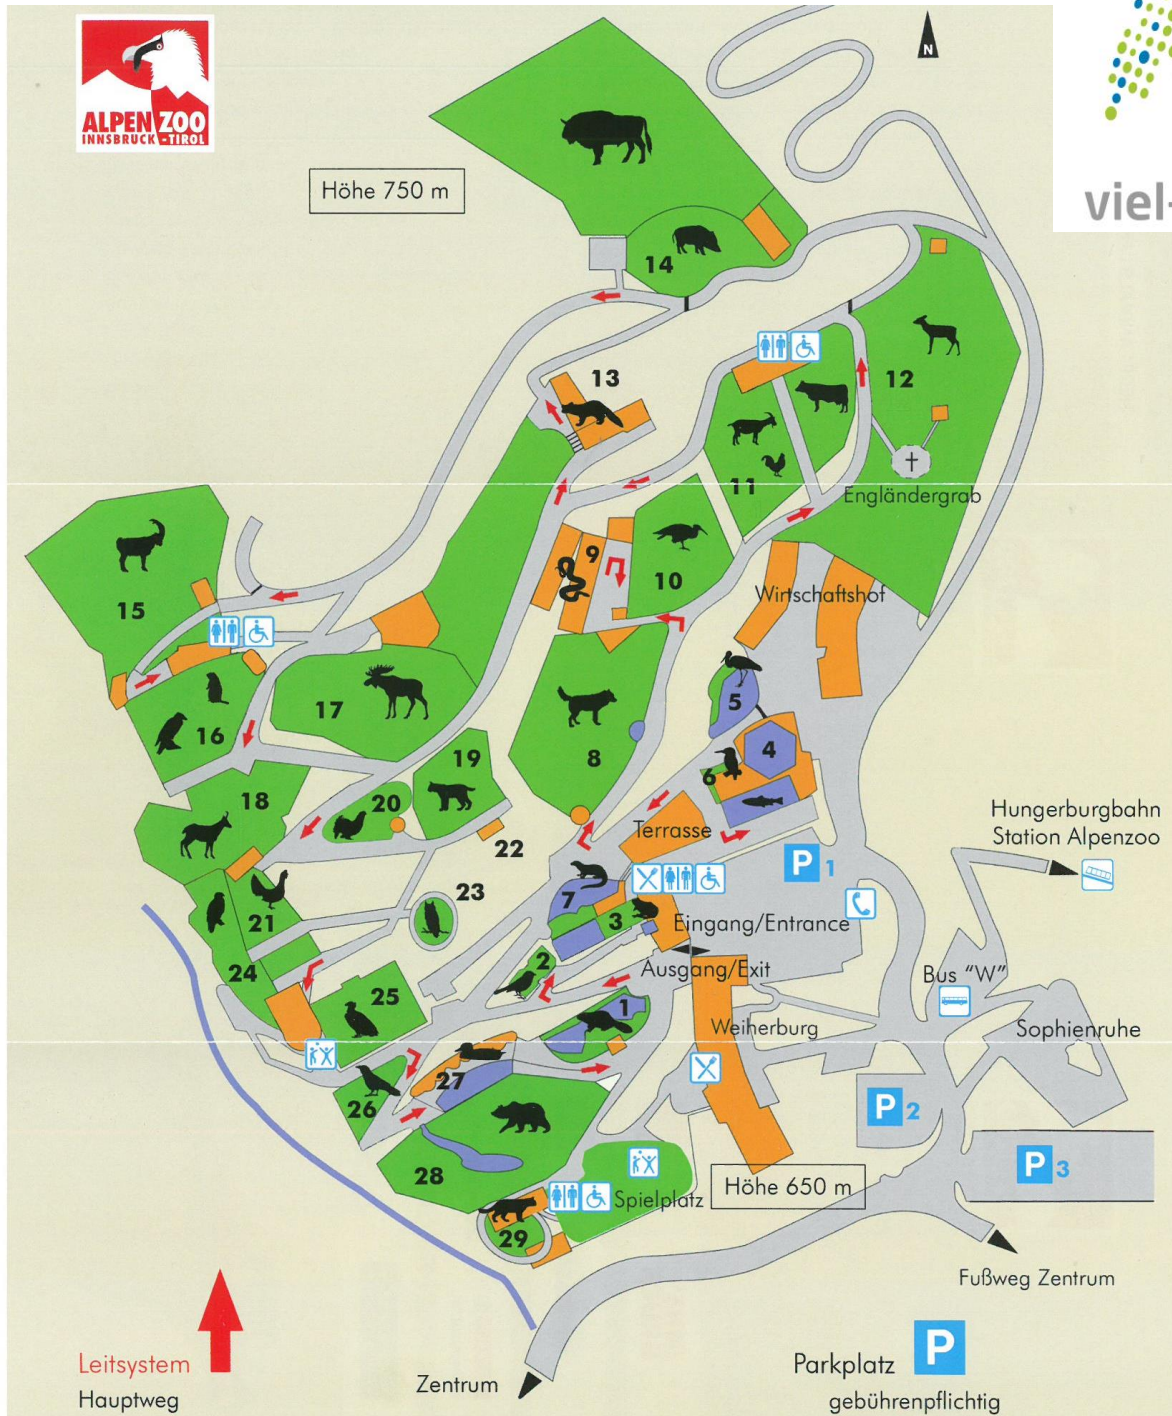 ALPEN ZOO
INNSBRUCK - TIROL
N
viel-
Höhe 750 m
14
13
12
11
Engländergrab
9
10
15
Wirtschaftshof
16
17
5
4
8
6
19
18
20
Terrasse
22
P 1
Hungerburgbahn
Station Alpenzoo
7
3
23
21
Eingang/Entrance
2
Ausgang/Exit
24
25
1
Bus "W"
Weiherburg
Sophienruhe
27
26
P 2
28
P 3
Spielplatz
Höhe 650 m
29
Fußweg Zentrum
Leitsystem
Hauptweg
Zentrum
Parkplatz P
gebührenpflichtig